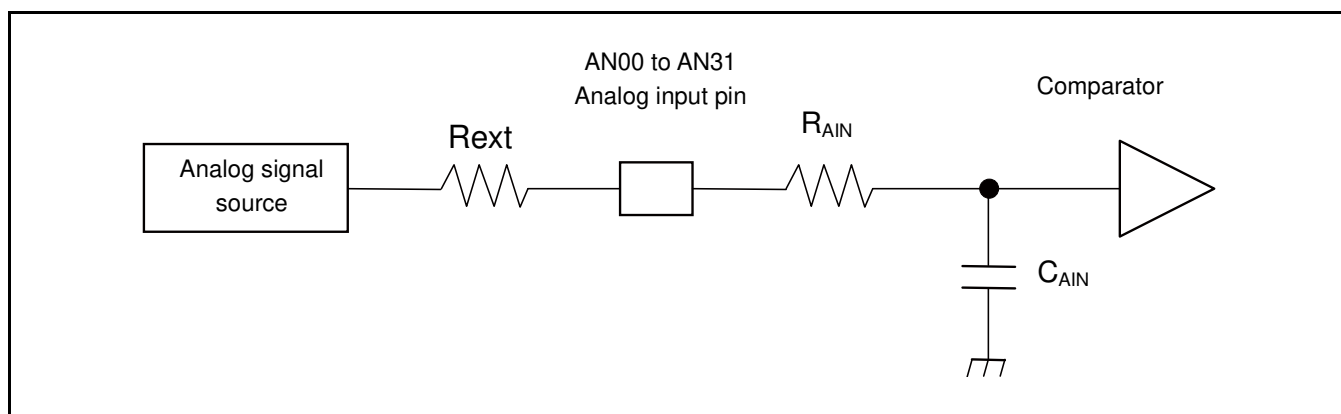 AN00 to AN31
Analog input pin
Comparator
Rext
RAIN
Analog signal
source
CAIN